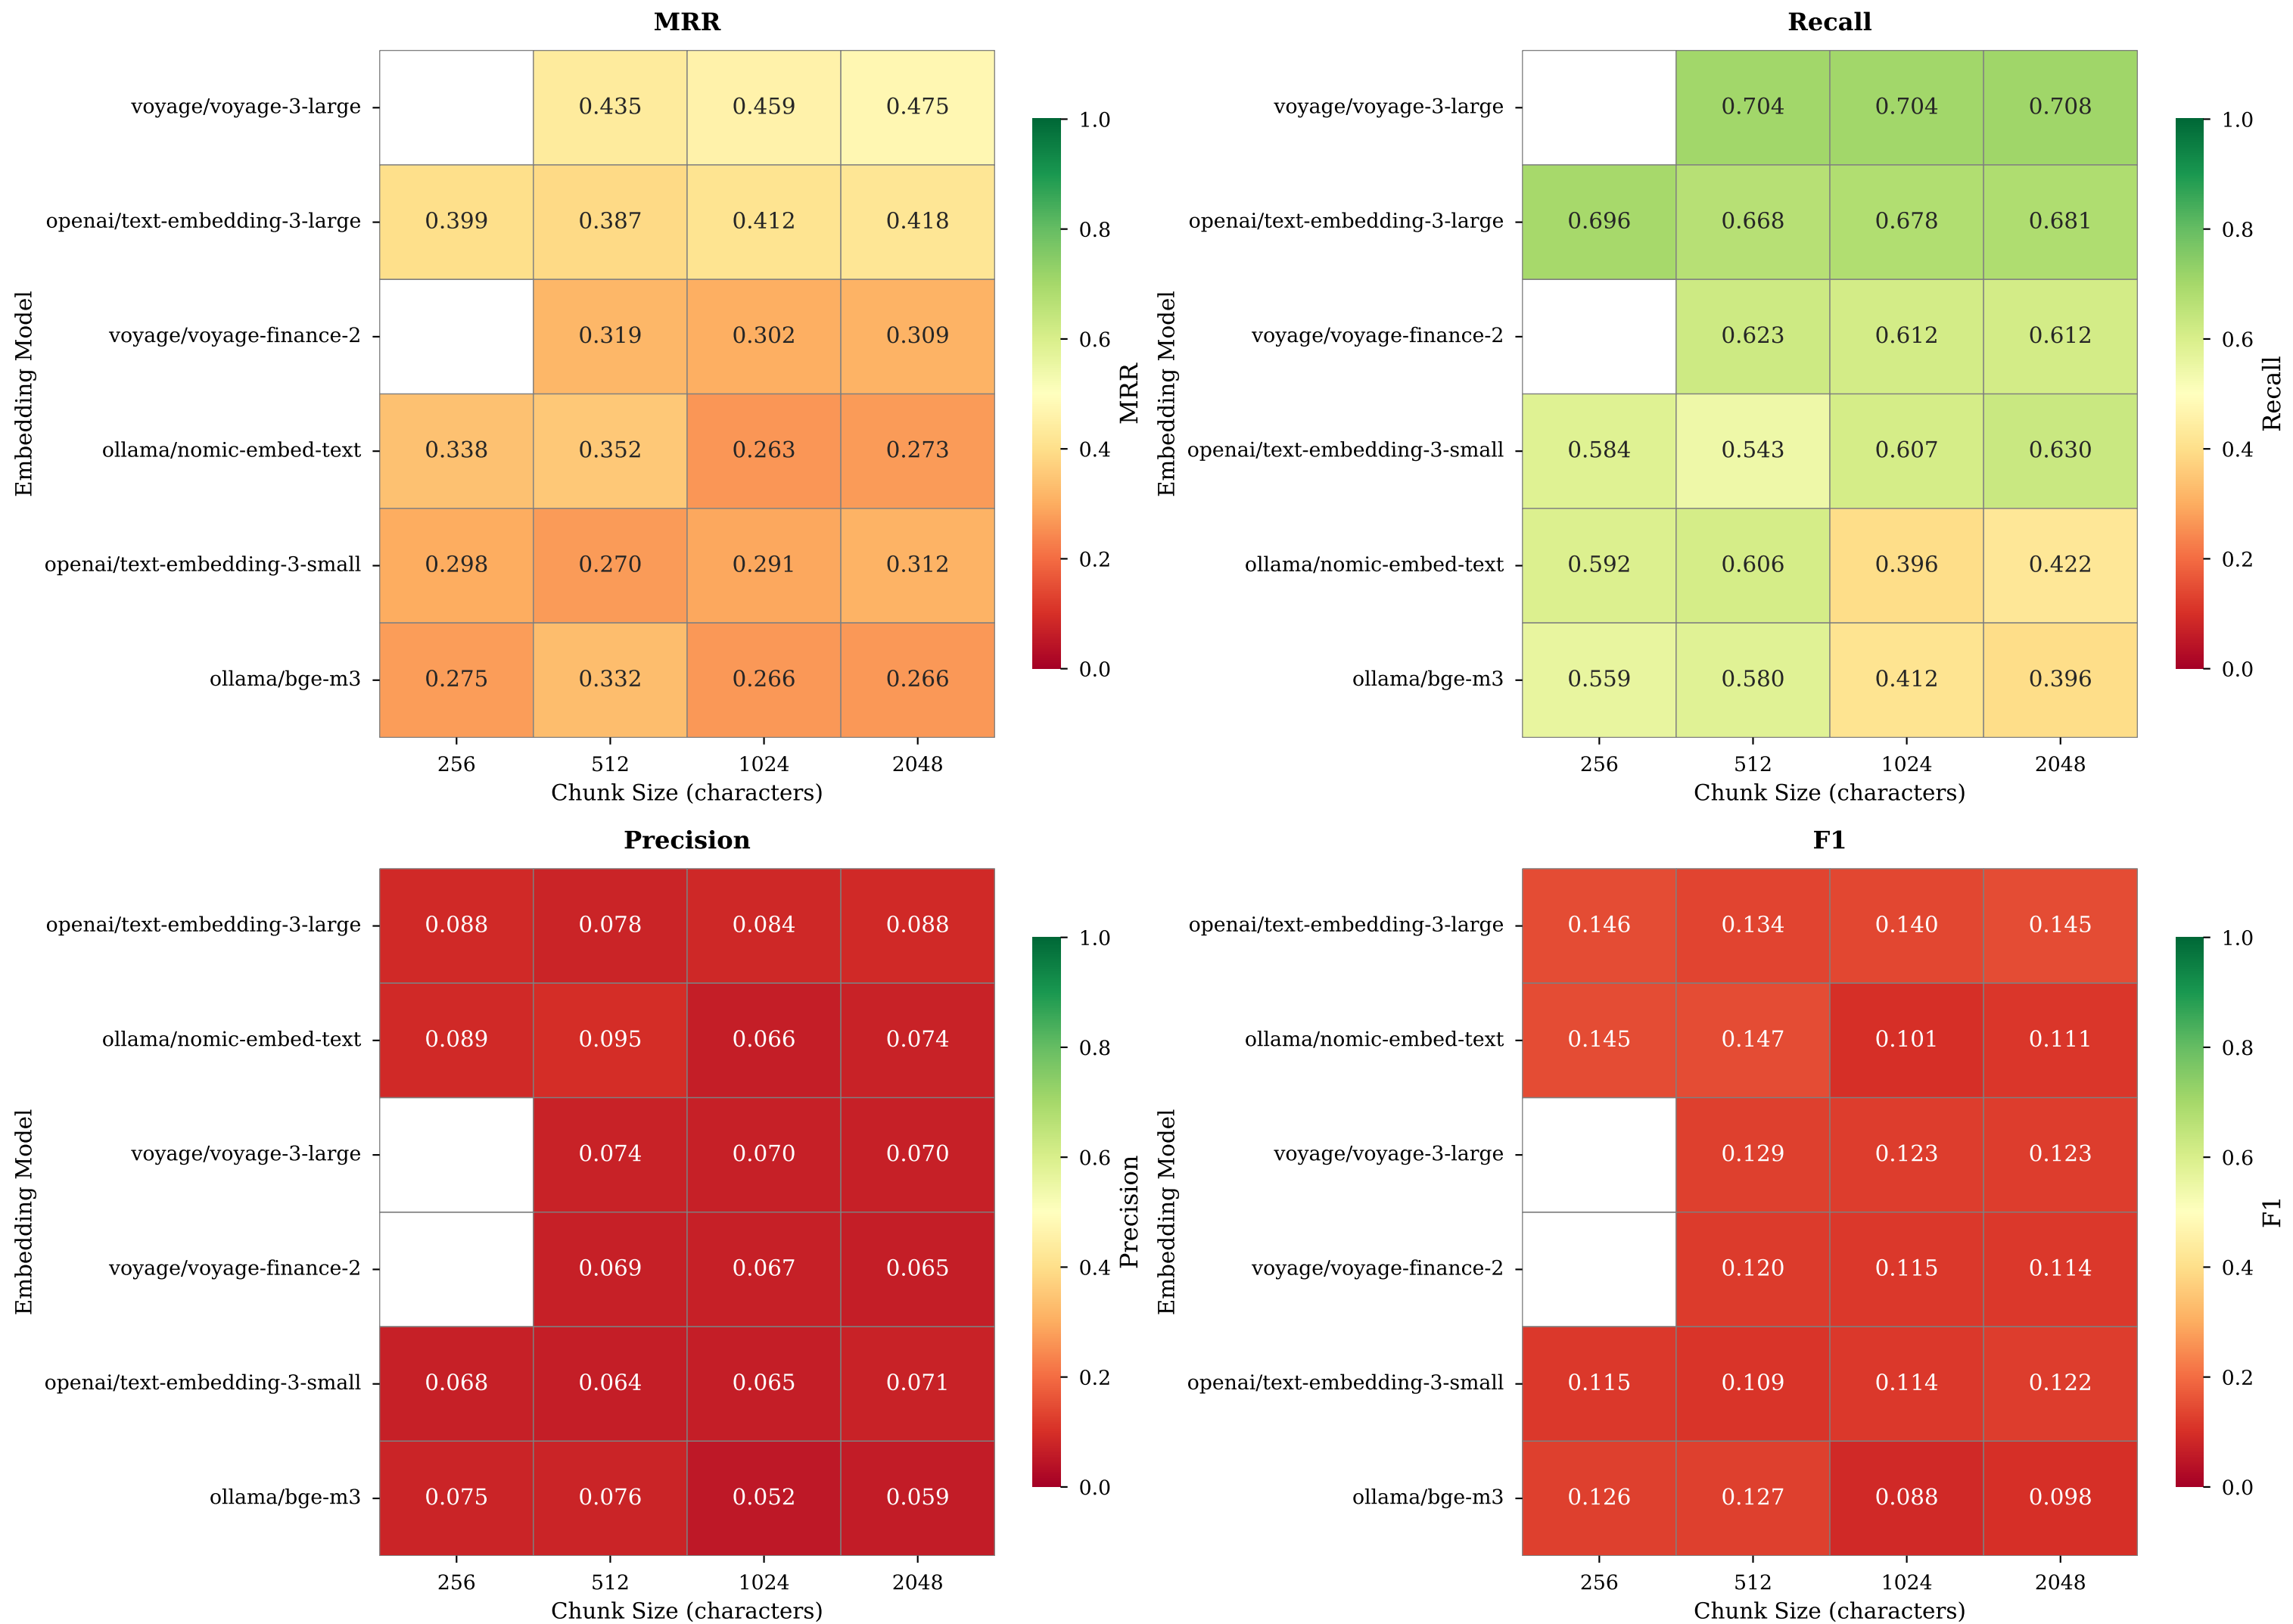 MRR
Embedding Model
voyage/voyage-3-large 0.435 0.459 0.475
openai/text-embedding-3-large 0.399 0.387 0.412 0.418
voyage/voyage-finance-2 0.319 0.302 0.309
ollama/nomic-embed-text 0.338 0.352 0.263 0.273
openai/text-embedding-3-small 0.298 0.270 0.291 0.312
ollama/bge-m3 0.275 0.332 0.266 0.266
256 512 1024 2048
Chunk Size (characters)
1.0
0.8
0.6
0.4
0.2
0.0
MRR
Recall
Embedding Model
voyage/voyage-3-large 0.704 0.704 0.708
openai/text-embedding-3-large 0.696 0.668 0.678 0.681
voyage/voyage-finance-2 0.623 0.612 0.612
openai/text-embedding-3-small 0.584 0.543 0.607 0.630
ollama/nomic-embed-text 0.592 0.606 0.396 0.422
ollama/bge-m3 0.559 0.580 0.412 0.396
256 512 1024 2048
Chunk Size (characters)
1.0
0.8
0.6
0.4
0.2
0.0
Recall
Precision
Embedding Model
openai/text-embedding-3-large 0.088 0.078 0.084 0.088
ollama/nomic-embed-text 0.089 0.095 0.066 0.074
voyage/voyage-3-large 0.074 0.070 0.070
voyage/voyage-finance-2 0.069 0.067 0.065
openai/text-embedding-3-small 0.068 0.064 0.065 0.071
ollama/bge-m3 0.075 0.076 0.052 0.059
256 512 1024 2048
Chunk Size (characters)
1.0
0.8
0.6
0.4
0.2
0.0
Precision
F1
Embedding Model
openai/text-embedding-3-large 0.146 0.134 0.140 0.145
ollama/nomic-embed-text 0.145 0.147 0.101 0.111
voyage/voyage-3-large 0.129 0.123 0.123
voyage/voyage-finance-2 0.120 0.115 0.114
openai/text-embedding-3-small 0.115 0.109 0.114 0.122
ollama/bge-m3 0.126 0.127 0.088 0.098
256 512 1024 2048
Chunk Size (characters)
1.0
0.8
0.6
0.4
0.2
0.0
F1